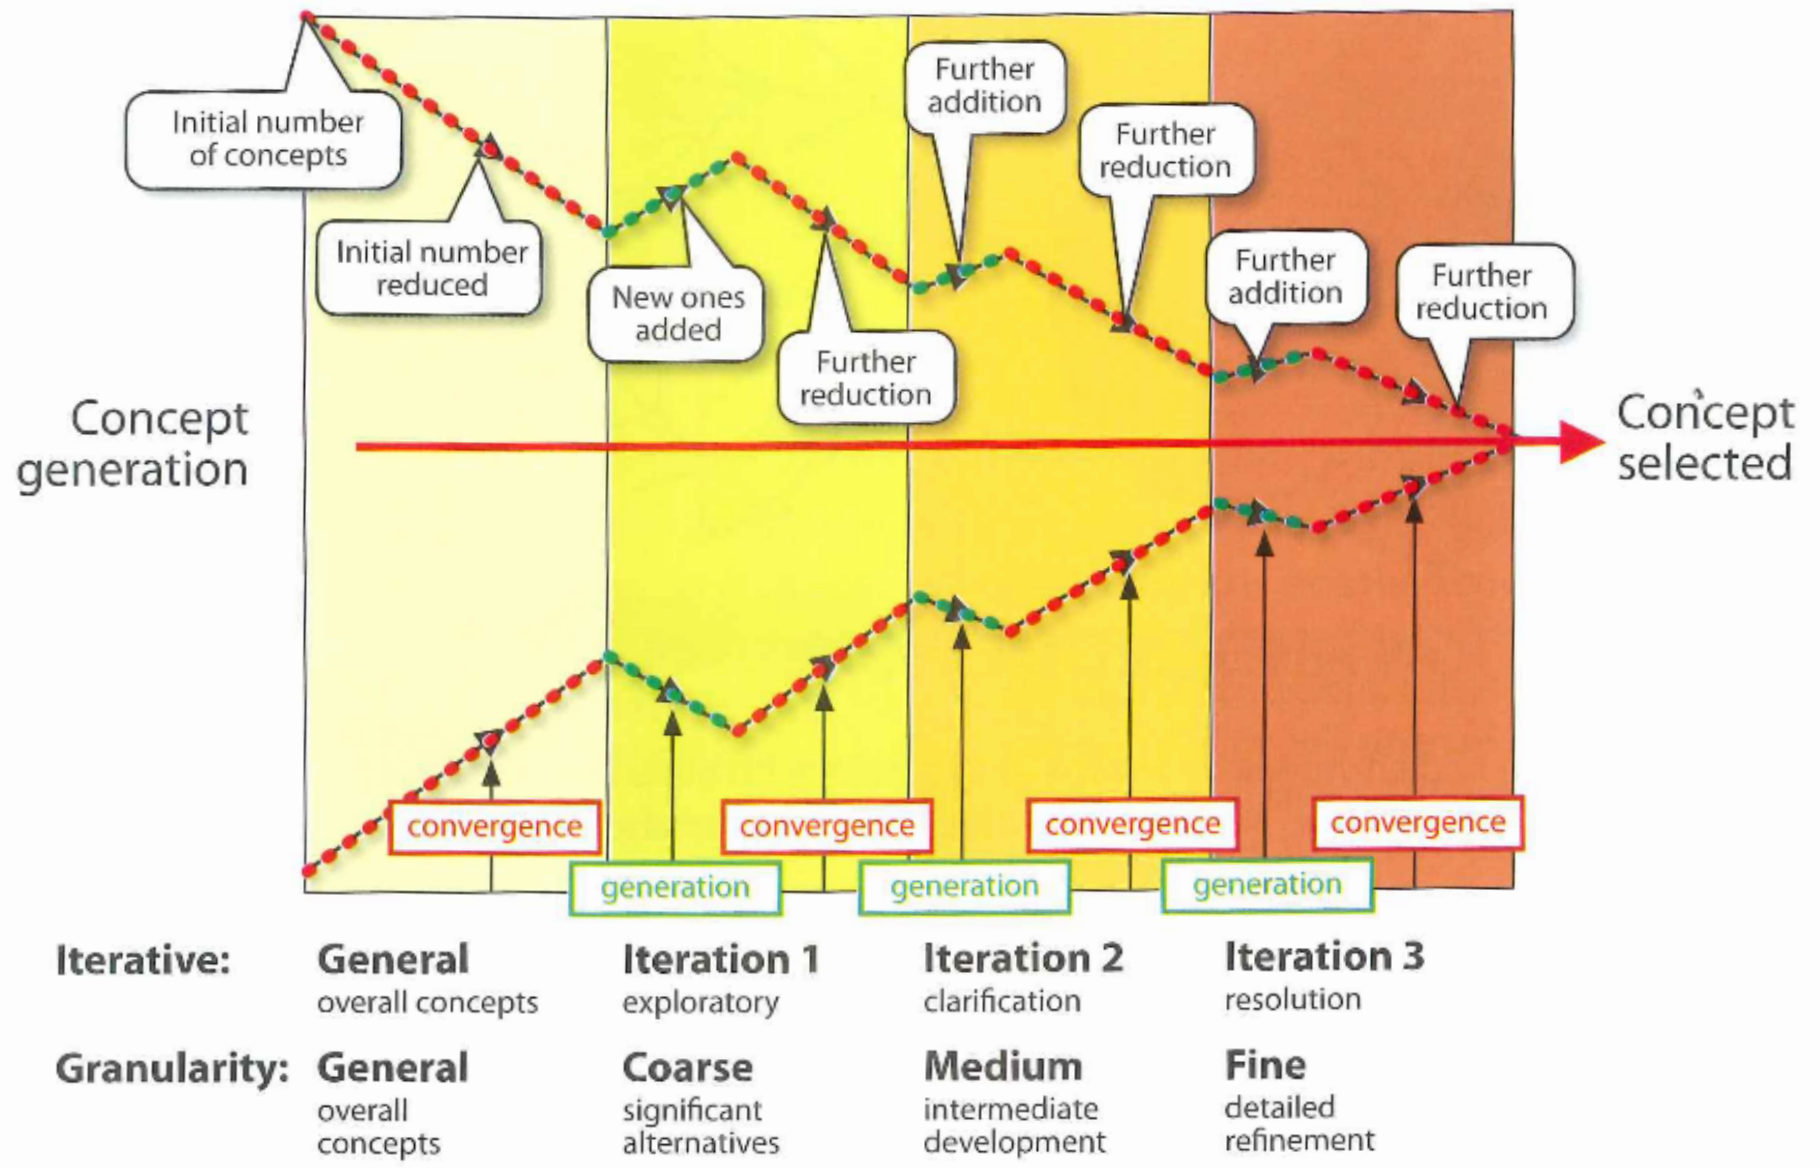 Initial number
of concepts
Initial number
reduced
New ones
added
Further
reduction
Further
addition
Further
reduction
Further
addition
Further
reduction
Concept
generation
Concept
selected
convergence
convergence
convergence
convergence
generation
generation
generation
Iterative: General Iteration 1 Iteration 2 Iteration 3
overall concepts exploratory clarification resolution
Granularity: General Coarse Medium Fine
overall significant intermediate detailed
concepts alternatives development refinement